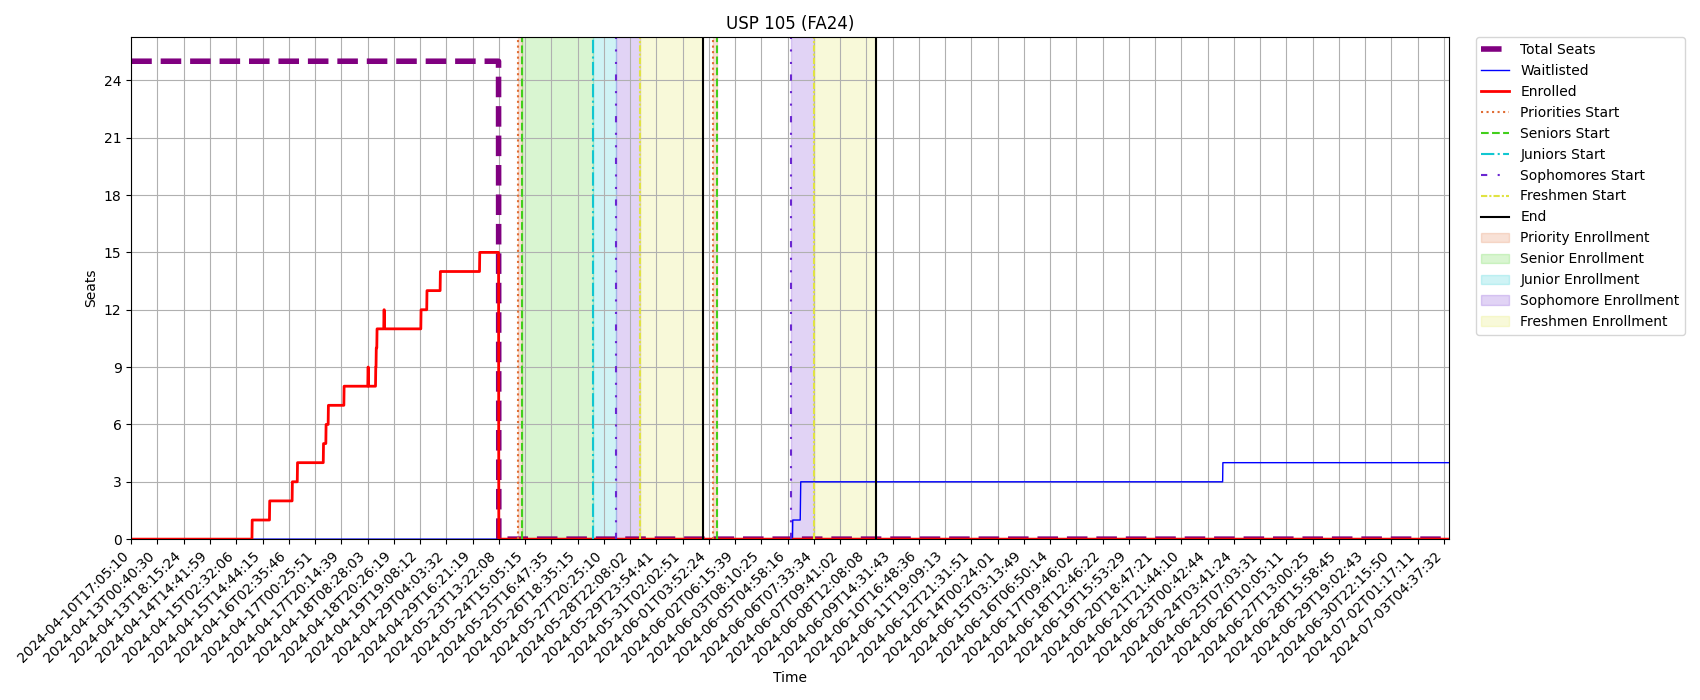 USP 105 (FA24)
Seats
24
21
18
15
12
9
6
3
0
2024-04-10T17:05:10
2024-04-13T00:40:30
2024-04-13T18:15:24
2024-04-14T14:41:59
2024-04-15T02:32:06
2024-04-15T14:44:15
2024-04-16T02:35:46
2024-04-17T00:25:51
2024-04-17T20:14:39
2024-04-18T08:28:03
2024-04-18T20:26:19
2024-04-19T19:08:12
2024-04-29T04:03:32
2024-04-29T16:21:19
2024-05-23T13:22:08
2024-05-24T15:05:15
2024-05-25T16:47:35
2024-05-26T18:35:15
2024-05-27T20:25:10
2024-05-28T22:08:02
2024-05-29T23:54:41
2024-05-31T02:02:51
2024-06-01T03:52:24
2024-06-02T06:15:39
2024-06-03T08:10:25
2024-06-05T04:58:16
2024-06-06T07:33:34
2024-06-07T09:41:02
2024-06-08T12:08:08
2024-06-09T14:31:43
2024-06-10T16:48:36
2024-06-11T19:09:13
2024-06-12T21:31:51
2024-06-14T00:24:01
2024-06-15T03:13:49
2024-06-16T06:50:14
2024-06-17T09:46:02
2024-06-18T12:46:22
2024-06-19T15:53:29
2024-06-20T18:47:21
2024-06-21T21:44:10
2024-06-23T00:42:44
2024-06-24T03:41:24
2024-06-25T07:03:31
2024-06-26T10:05:11
2024-06-27T13:00:25
2024-06-28T15:58:45
2024-06-29T19:02:43
2024-06-30T22:15:50
2024-07-02T01:17:11
2024-07-03T04:37:32
Time
Total Seats
Waitlisted
Enrolled
Priorities Start
Seniors Start
Juniors Start
Sophomores Start
Freshmen Start
End
Priority Enrollment
Senior Enrollment
Junior Enrollment
Sophomore Enrollment
Freshmen Enrollment